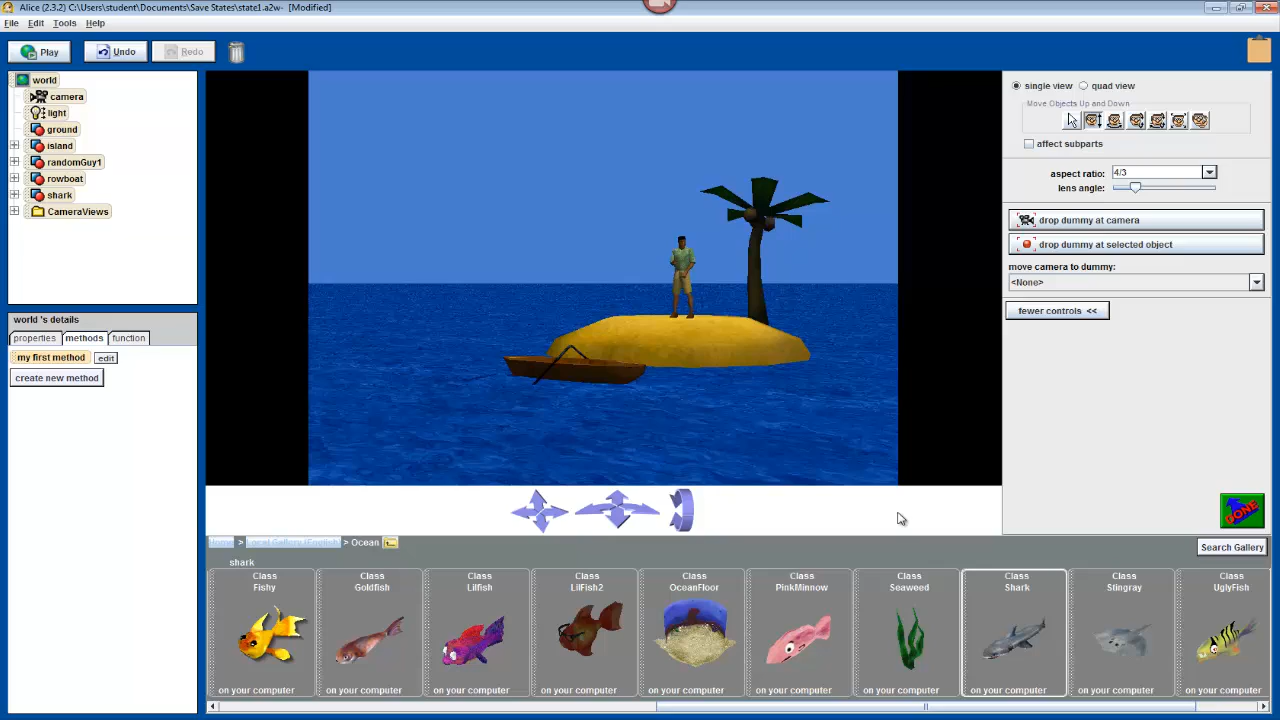 Alice (2.3.2) C:\Users\student\Documents\Save States\state1.a2w- [Modified]
File Edit Tools Help
Play Undo Redo
world
camera
light
ground
island
randomGuy1
rowboat
shark
CameraViews
world 's details
properties methods function
my first method edit
create new method
single view quad view
Move Objects Up and Down
affect subparts
aspect ratio: 4/3
lens angle:
drop dummy at camera
drop dummy at selected object
move camera to dummy:
<None>
fewer controls <<
DONE
Home > Local Gallery (English) > Ocean
Search Gallery
shark
Class
Fishy
on your computer
Class
Goldfish
on your computer
Class
Lilfish
on your computer
Class
LilFish2
on your computer
Class
OceanFloor
on your computer
Class
PinkMinnow
on your computer
Class
Seaweed
on your computer
Class
Shark
on your computer
Class
Stingray
on your computer
Class
UglyFish
on your computer